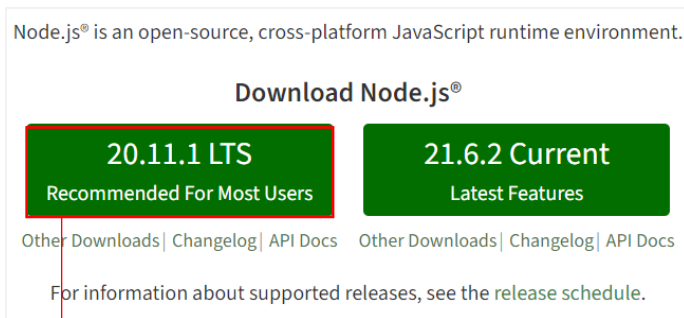 Node.js® is an open-source, cross-platform JavaScript runtime environment.
Download Node.js®
20.11.1 LTS
Recommended For Most Users
21.6.2 Current
Latest Features
Other Downloads| Changelog| API Docs
Other Downloads| Changelog| API Docs
For information about supported releases, see the release schedule.